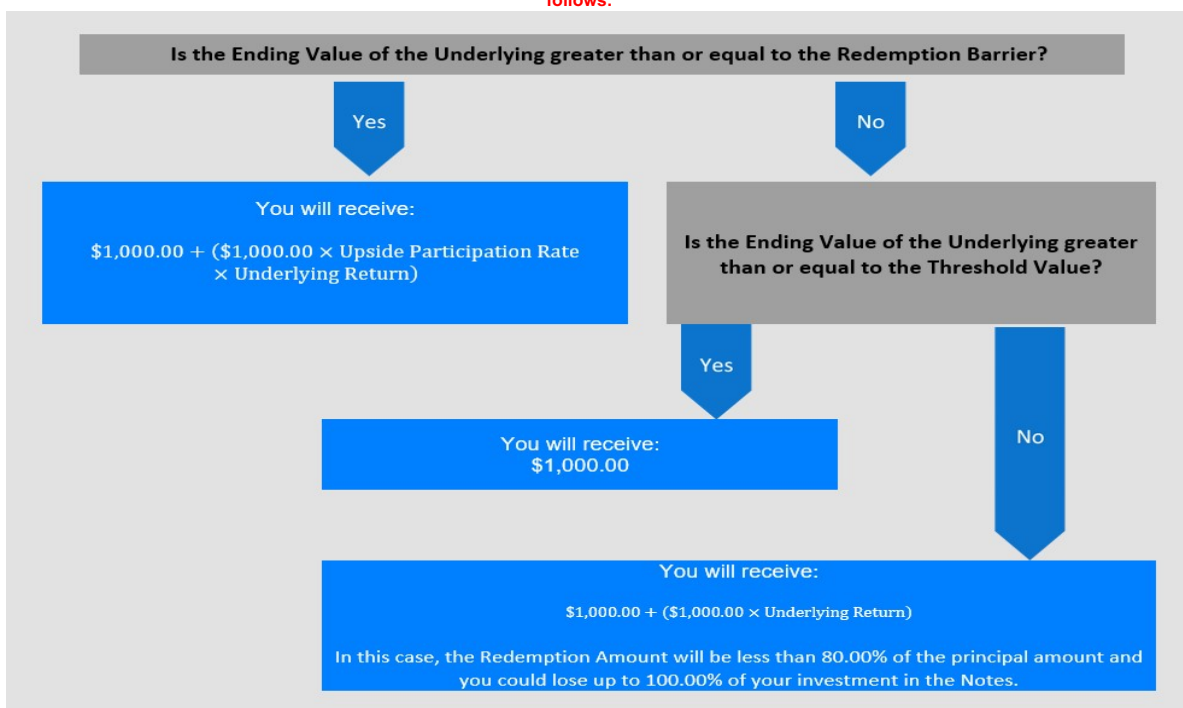 follows:
Is the Ending Value of the Underlying greater than or equal to the Redemption Barrier?
Yes
No
You will receive:
$1,000.00 + ($1,000.00 × Upside Participation Rate
× Underlying Return)
Is the Ending Value of the Underlying greater
than or equal to the Threshold Value?
Yes
No
You will receive:
$1,000.00
You will receive:
$1,000.00 + ($1,000.00 × Underlying Return)
In this case, the Redemption Amount will be less than 80.00% of the principal amount and
you could lose up to 100.00% of your investment in the Notes.